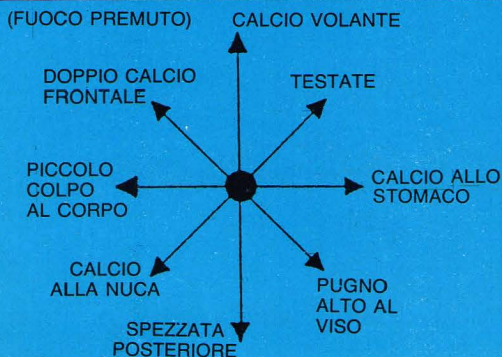 (FUOCO PREMUTO)
CALCIO VOLANTE
DOPPIO CALCIO
FRONTALE
TESTATE
PICCOLO
COLPO
AL CORPO
CALCIO ALLO
STOMACO
CALCIO
ALLA NUCA
PUGNO
ALTO AL
VISO
SPEZZATA
POSTERIORE